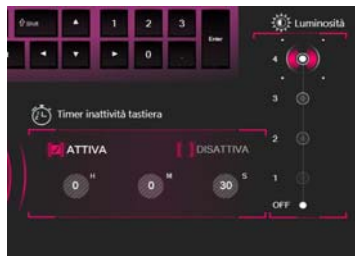 Shift 1 2 3 Enter
0 .
Luminosità
4
3
2
1
OFF
Timer inattività tastiera
ATTIVA DISATTIVA
0 H 0 M 30 S